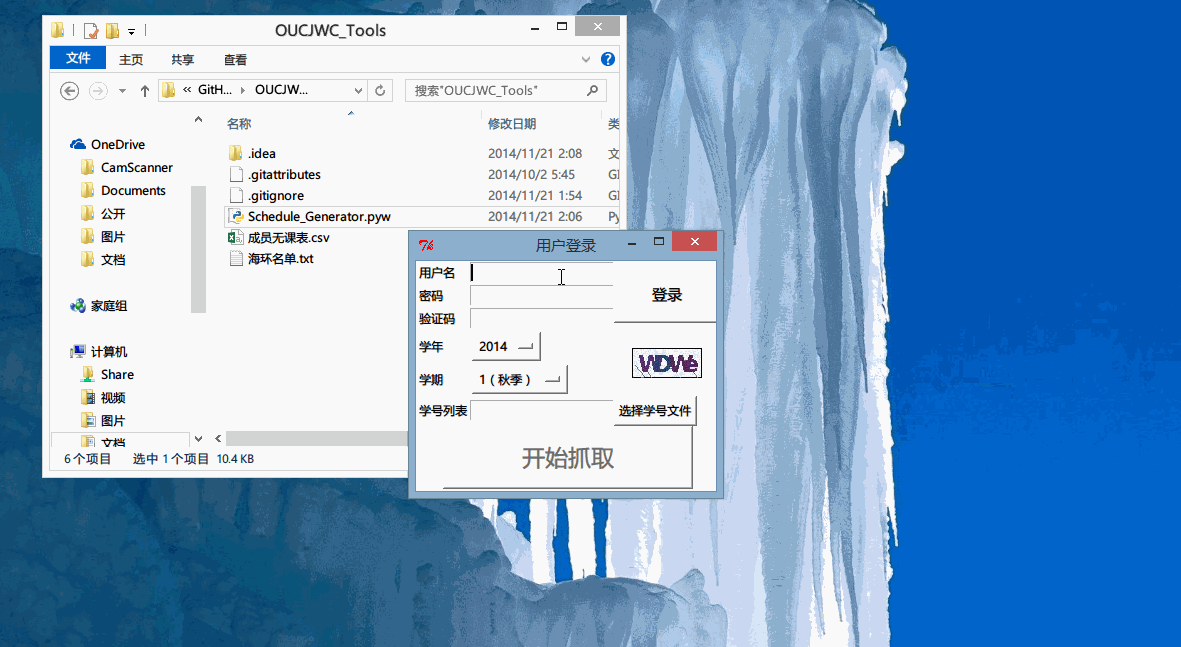 OUCJWC_Tools
文件 主页 共享 查看
« GitH... OUCJW... 搜索"OUCJWC_Tools"
名称 修改日期 类
OneDrive
CamScanner
Documents
公开
图片
文档
家庭组
计算机
Share
视频
图片
文档
.idea 2014/11/21 2:08 文
.gitattributes 2014/10/2 5:45 GI
.gitignore 2014/11/21 1:54 GI
Schedule_Generator.pyw 2014/11/21 2:06 Py
成员无课表.csv
海环名单.txt
6 个项目 选中 1 个项目 10.4 KB
用户登录
用户名
密码
验证码
登录
学年 2014
WDWe
学期 1 ( 秋季 )
学号列表 选择学号文件
开始抓取